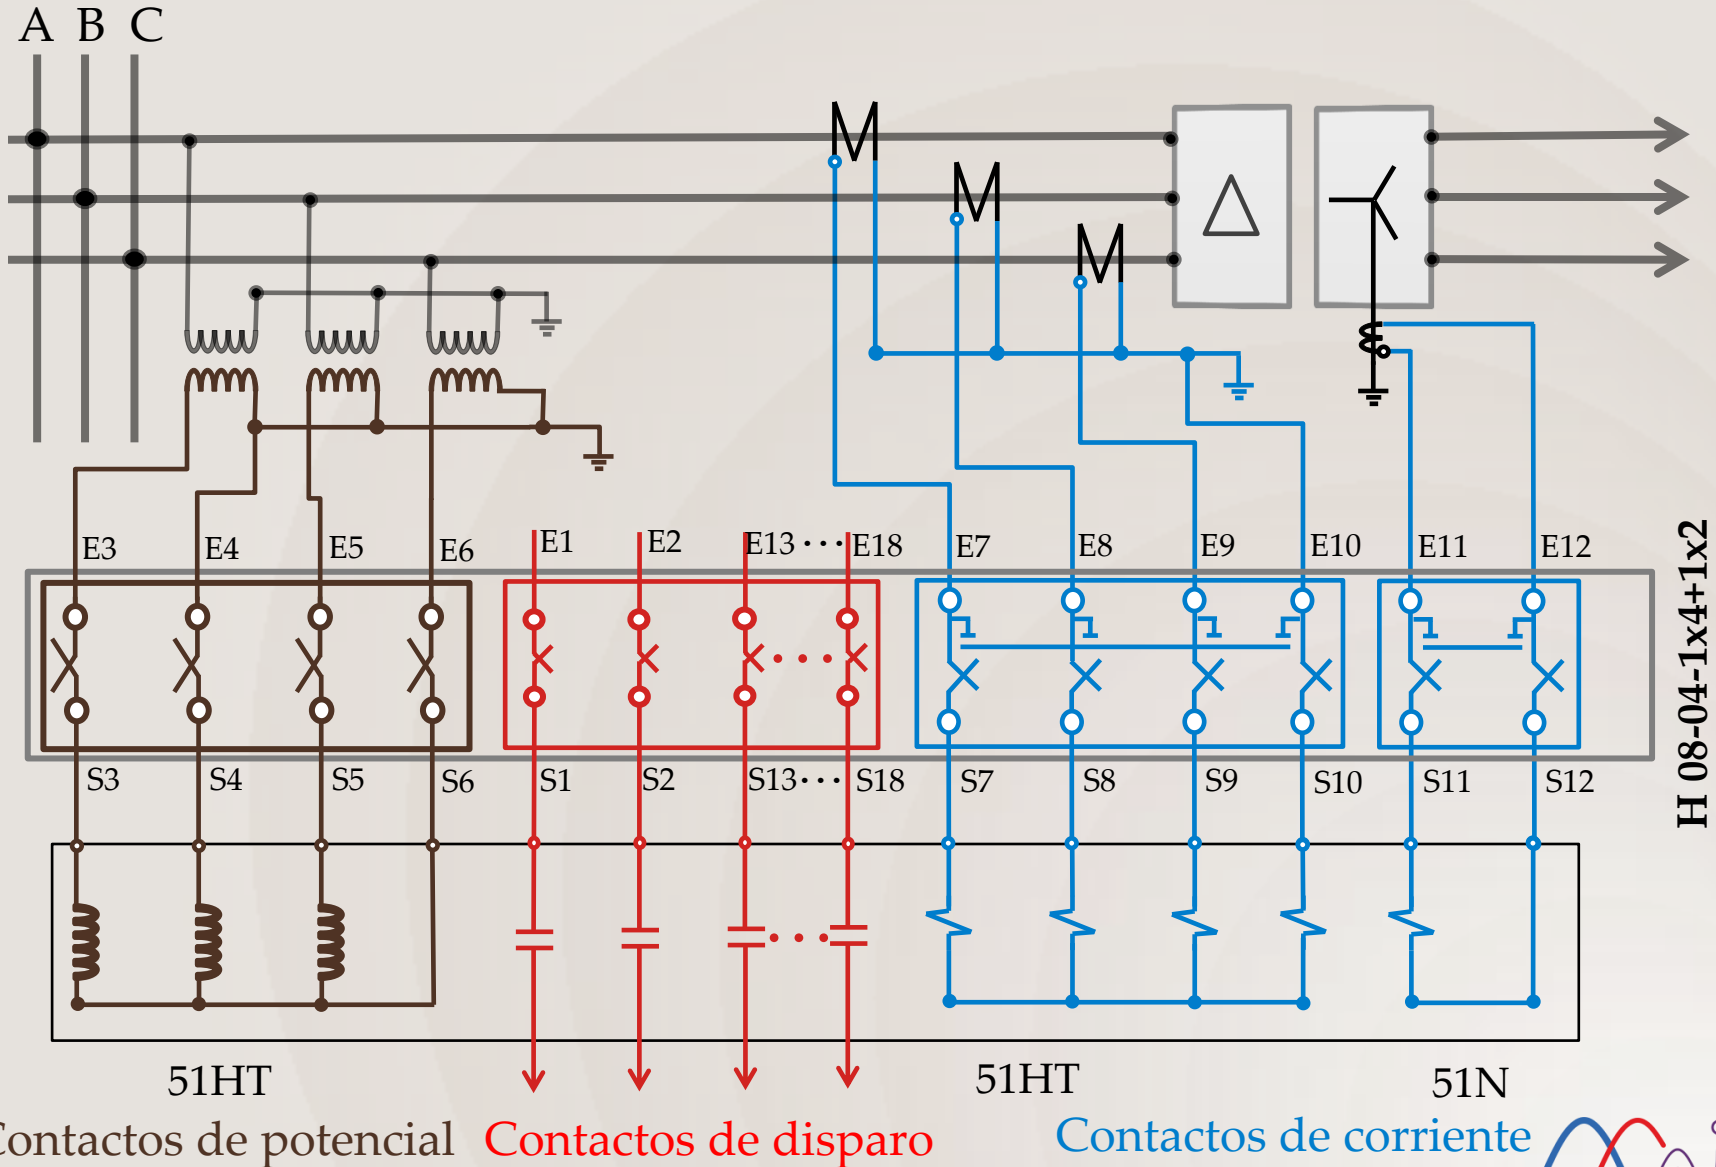 A B C
E3 E4 E5 E6 E1 E2 E13 ··· E18 E7 E8 E9 E10 E11 E12
S3 S4 S5 S6 S1 S2 S13 ··· S18 S7 S8 S9 S10 S11 S12
H 08-04-1x4+1x2
51HT 51HT 51N
Contactos de potencial Contactos de disparo Contactos de corriente